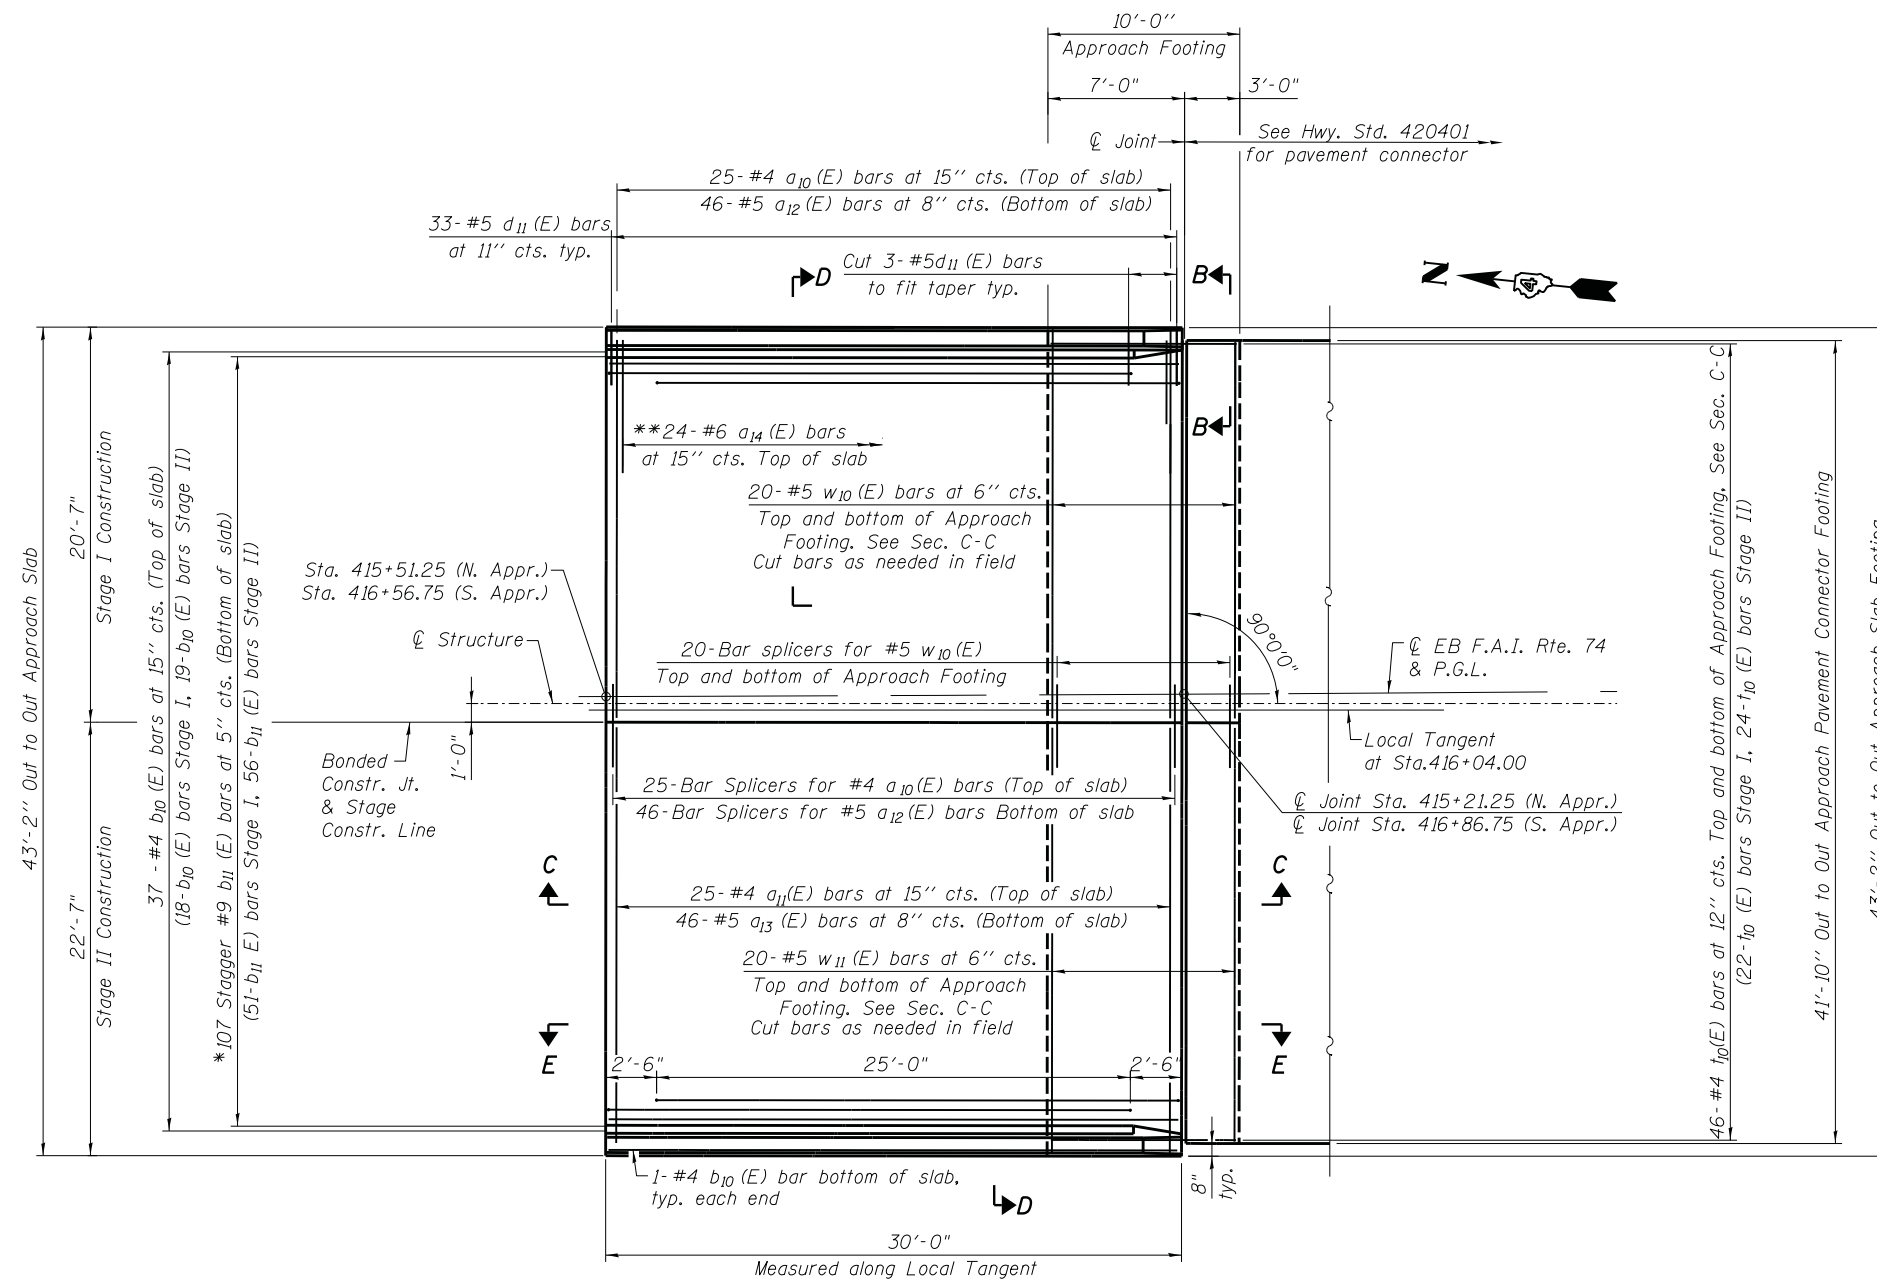 10'-0''
Approach Footing
7'-0"
3'-0"
℄ Joint
See Hwy. Std. 420401
for pavement connector
25- #4 a10(E) bars at 15'' cts. (Top of slab)
46- #5 a12(E) bars at 8'' cts. (Bottom of slab)
33- #5 d11(E) bars
at 11'' cts. typ.
Cut 3- #5d11(E) bars
to fit taper typ.
D
B
N
4
B
**24- #6 a14(E) bars
at 15'' cts. Top of slab
20- #5 w10(E) bars at 6'' cts.
Top and bottom of Approach
Footing. See Sec. C-C
Cut bars as needed in field
Sta. 415+51.25 (N. Appr.)
Sta. 416+56.75 (S. Appr.)
℄ Structure
20-Bar splicers for #5 w10(E)
Top and bottom of Approach Footing
90°0'0"
℄ EB F.A.I. Rte. 74
& P.G.L.
Local Tangent
at Sta.416+04.00
1'-0"
Bonded
Constr. Jt.
& Stage
Constr. Line
25-Bar Splicers for #4 a10(E) bars (Top of slab)
46-Bar Splicers for #5 a12(E) bars Bottom of slab
℄ Joint Sta. 415+21.25 (N. Appr.)
℄ Joint Sta. 416+86.75 (S. Appr.)
C
C
25- #4 a11(E) bars at 15'' cts. (Top of slab)
46- #5 a13(E) bars at 8'' cts. (Bottom of slab)
20- #5 w11(E) bars at 6'' cts.
Top and bottom of Approach
Footing. See Sec. C-C
Cut bars as needed in field
E
E
2'-6"
25'-0"
2'-6"
1- #4 b10(E) bar bottom of slab,
typ. each end
D
8"
typ.
30'-0"
Measured along Local Tangent
43'-2'' Out to Out Approach Slab
20'-7"
Stage I Construction
22'-7"
Stage II Construction
37 - #4 b10(E) bars at 15'' cts. (Top of slab)
(18-b10(E) bars Stage I, 19-b10(E) bars Stage II)
*107 Stagger #9 b11(E) bars at 5'' cts. (Bottom of slab)
(51-b11 E) bars Stage I, 56-b11(E) bars Stage II)
46- #4 t10(E) bars at 12'' cts. Top and bottom of Approach Footing. See Sec. C-C
(22-t10(E) bars Stage I, 24-t10(E) bars Stage II)
41'-10'' Out to Out Approach Pavement Connector Footing
43'-2'' Out to Out Approach Slab Footing